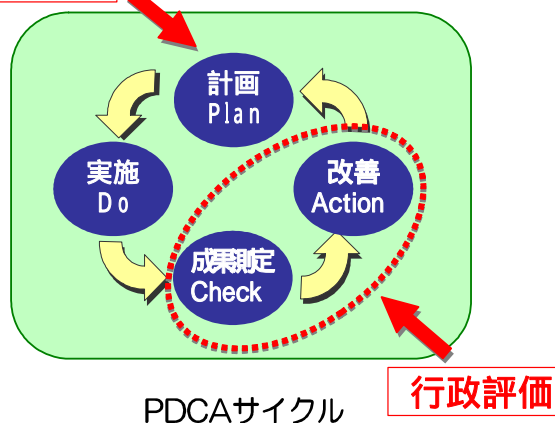 計画
Plan
実施
Do
改善
Action
成果測定
Check
行政評価
PDCAサイクル